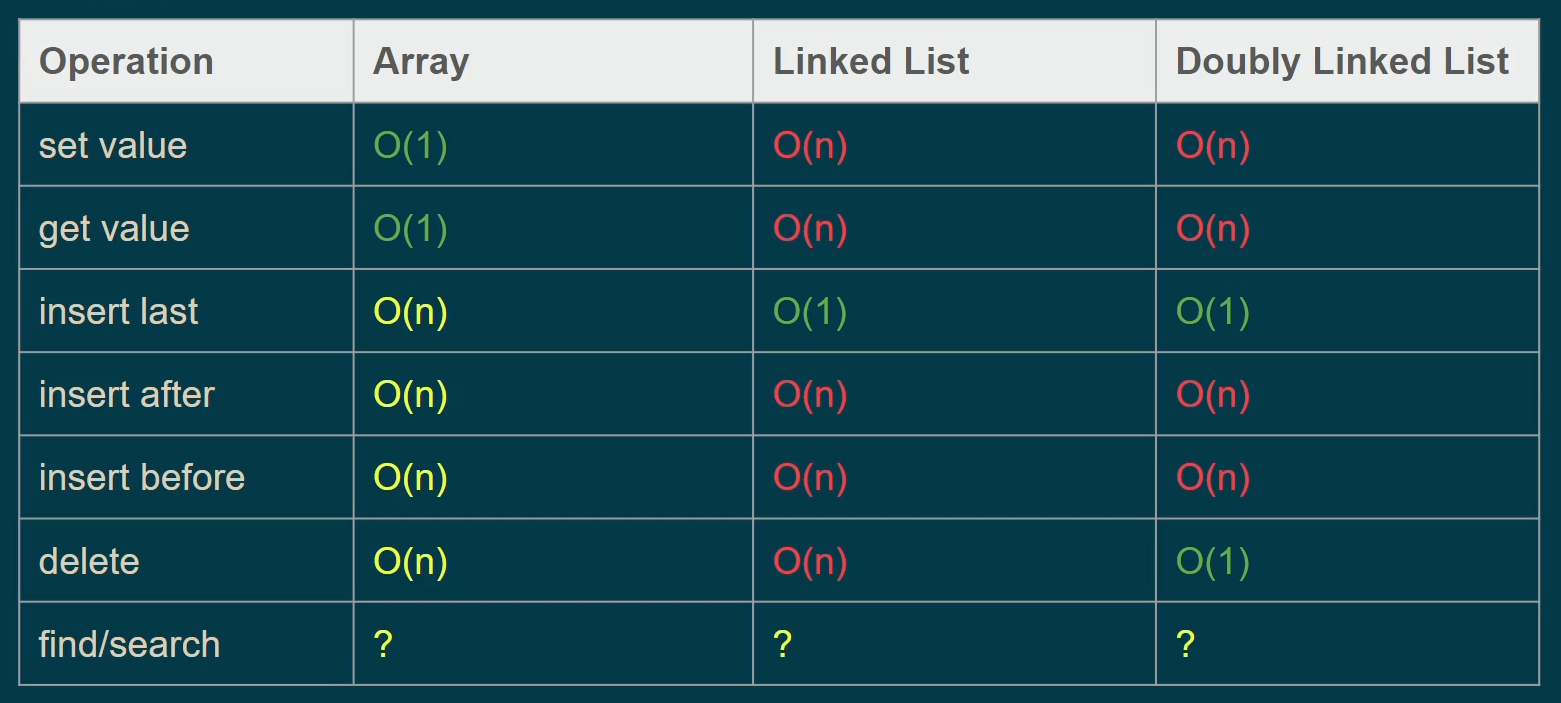 Operation Array Linked List Doubly Linked List
set value O(1) O(n) O(n)
get value O(1) O(n) O(n)
insert last O(n) O(1) O(1)
insert after O(n) O(n) O(n)
insert before O(n) O(n) O(n)
delete O(n) O(n) O(1)
find/search ? ? ?